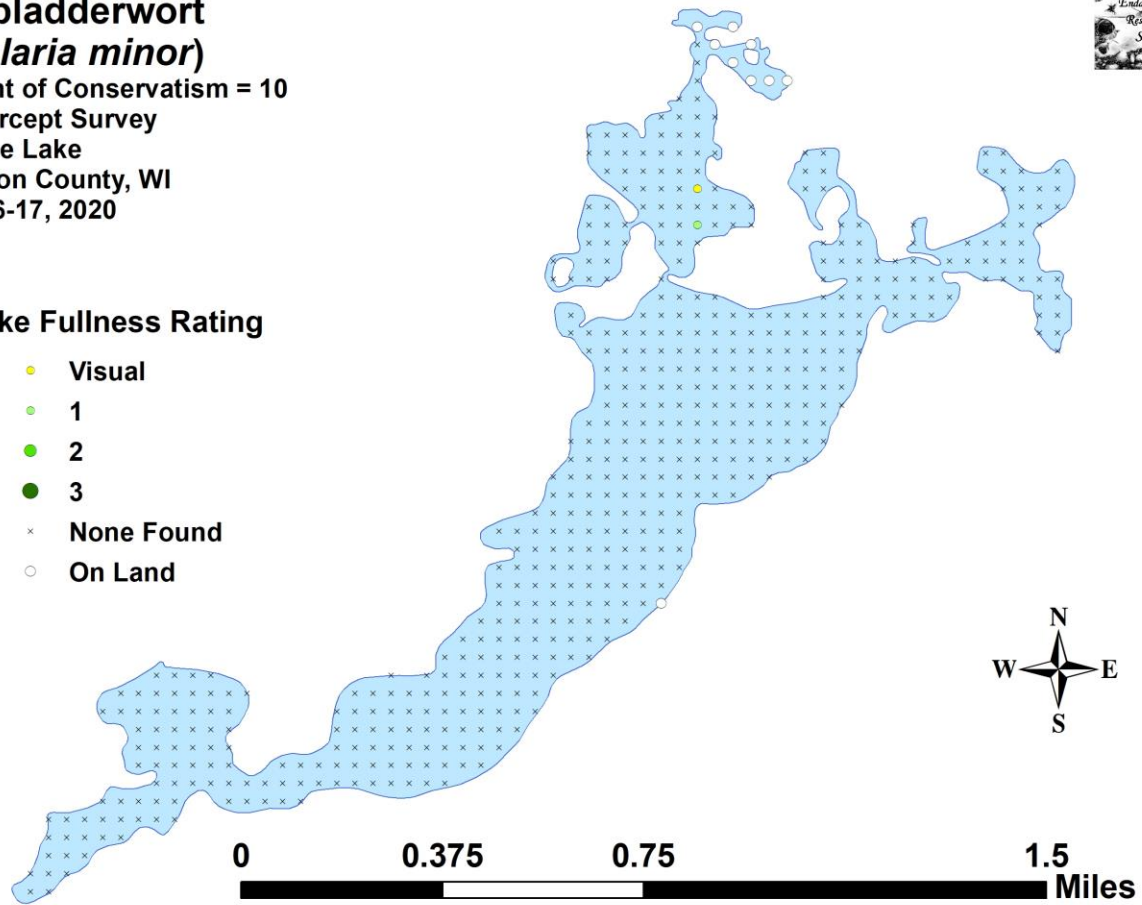 bladderwort
laria minor)
nt of Conservatism = 10
ercept Survey
e Lake
on County, WI
6-17, 2020
ke Fullness Rating
Visual
1
2
3
None Found
On Land
N
W E
S
0 0.375 0.75 1.5
Miles